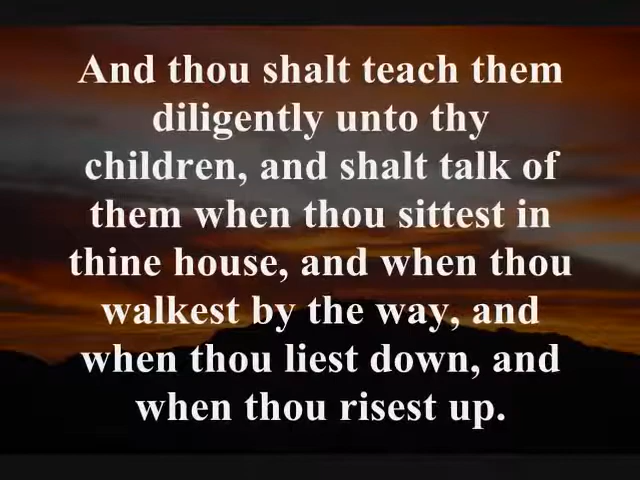 And thou shalt teach them
diligently unto thy
children, and shalt talk of
them when thou sittest in
thine house, and when thou
walkest by the way, and
when thou liest down, and
when thou risest up.